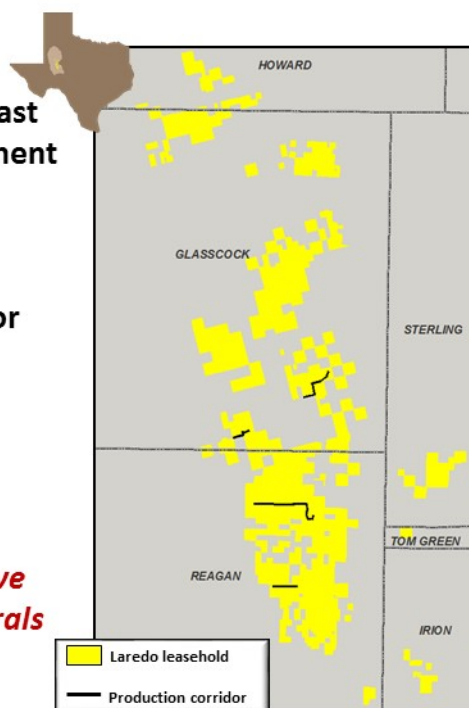 HOWARD
ast
nent
GLASSCOCK
or
STERLING
TOM GREEN
REAGAN
ve
rals
IRION
Laredo leasehold
Production corridor